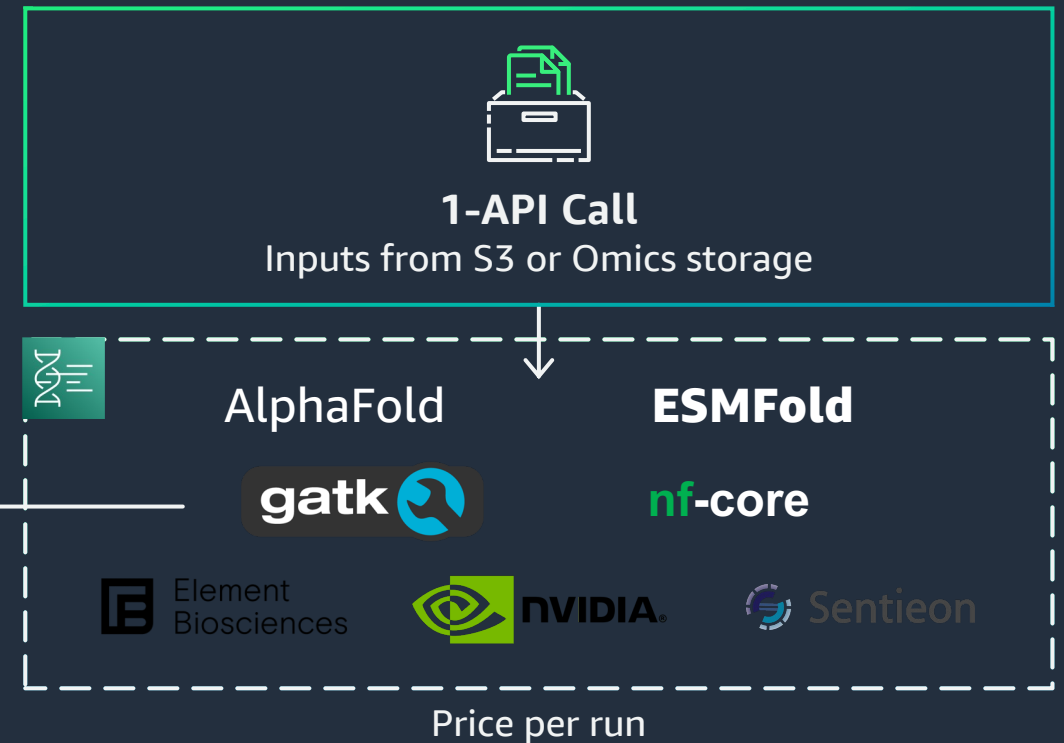 1-API Call
Inputs from S3 or Omics storage
AlphaFold
ESMFold
gatk
nf-core
Element
Biosciences
NVIDIA.
Sentieon
Price per run